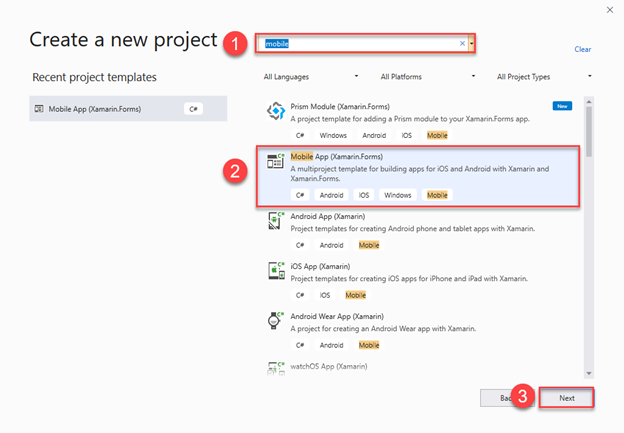 Create a new project
1
mobile
Clear
Recent project templates
All Languages
All Platforms
All Project Types
Mobile App (Xamarin.Forms)
C#
Prism Module (Xamarin.Forms)
New
A project template for adding a Prism module to your Xamarin.Forms app.
C# Windows Android iOS Mobile
2
Mobile App (Xamarin.Forms)
A multiproject template for building apps for iOS and Android with Xamarin and
Xamarin.Forms.
C# Android iOS Windows Mobile
Android App (Xamarin)
Project templates for creating Android phone and tablet apps with Xamarin.
C# Android Mobile
iOS App (Xamarin)
Project templates for creating iOS apps for iPhone and iPad with Xamarin.
C# iOS Mobile
Android Wear App (Xamarin)
A project for creating an Android Wear app with Xamarin.
C# Android Mobile
watchOS App (Xamarin)
3
Next